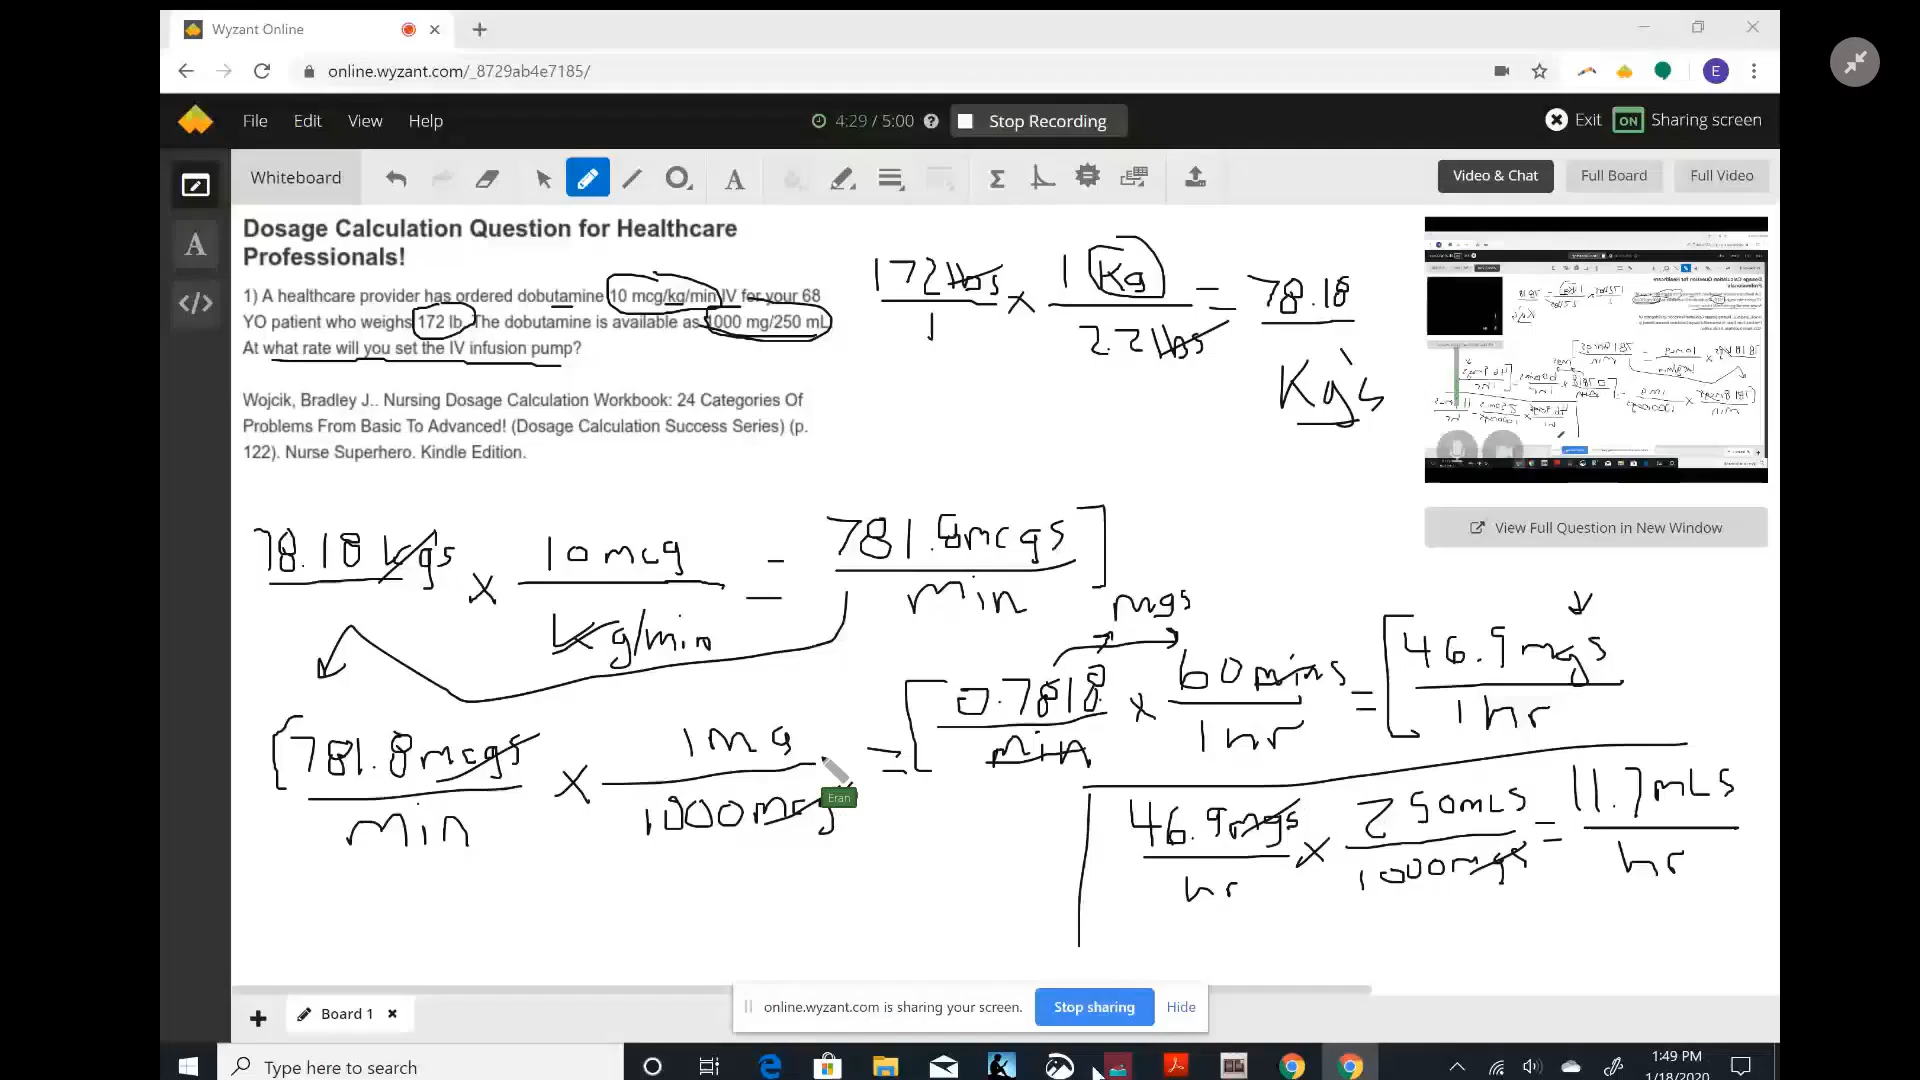 Wyzant Online
online.wyzant.com/_8729ab4e7185/
E
File Edit View Help
4:29 / 5:00
Stop Recording
Exit
ON
Sharing screen
Whiteboard
A
Σ
Video & Chat
Full Board
Full Video
A
</>
Dosage Calculation Question for Healthcare
Professionals!
1) A healthcare provider has ordered dobutamine 10 mcg/kg/min IV for your 68
YO patient who weighs 172 lb. The dobutamine is available as 1000 mg/250 mL.
At what rate will you set the IV infusion pump?
Wojcik, Bradley J.. Nursing Dosage Calculation Workbook: 24 Categories Of
Problems From Basic To Advanced! (Dosage Calculation Success Series) (p.
122). Nurse Superhero. Kindle Edition.
172 lbs × 1 Kg = 78.18
1 2.2 lbs
Kg's
View Full Question in New Window
78.18 kgs × 10 mcg = 781.8 mcgs ]
kg/min min
mgs
[ 781.8 mcgs × 1 mg = [ 0.7818 × 60 mins = [ 46.9 mgs
min 1000 mcg min 1 hr 1 hr
Eran
46.9 mgs × 250 mLs = 11.7 mLs
hr 1000 mgs hr
Board 1
online.wyzant.com is sharing your screen.
Stop sharing
Hide
Type here to search
1:49 PM
1/18/2020